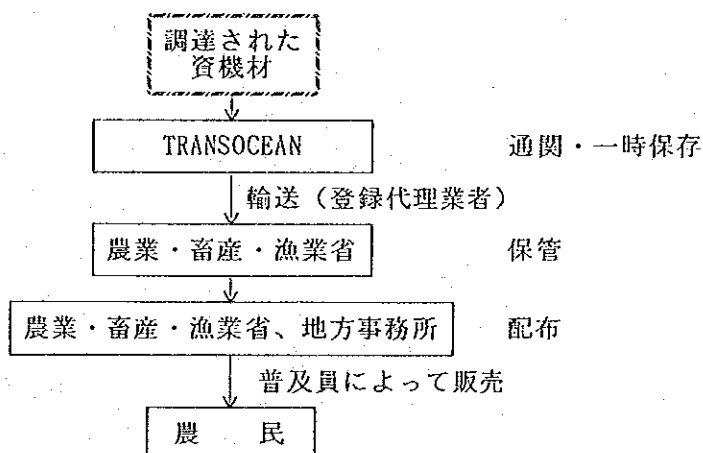 調達された
資機材
TRANSOCEAN 通関・一時保存
輸送（登録代理業者）
農業・畜産・漁業省 保管
農業・畜産・漁業省、地方事務所 配布
普及員によって販売
農 民